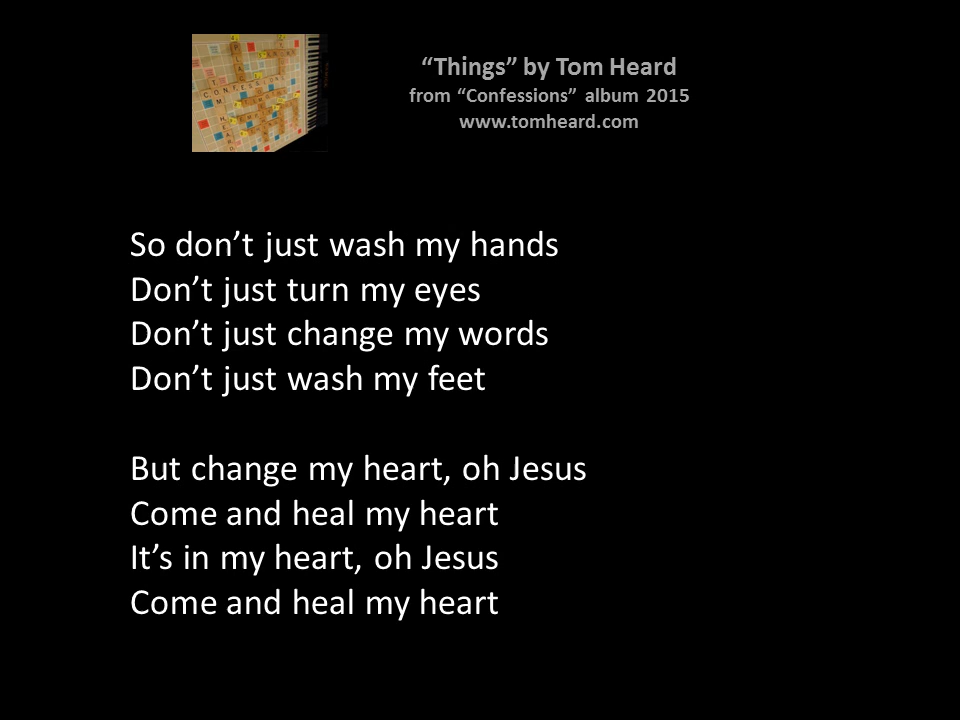 “Things” by Tom Heard
from “Confessions” album 2015
www.tomheard.com
CONFESSIONS
So don’t just wash my hands
Don’t just turn my eyes
Don’t just change my words
Don’t just wash my feet
But change my heart, oh Jesus
Come and heal my heart
It’s in my heart, oh Jesus
Come and heal my heart